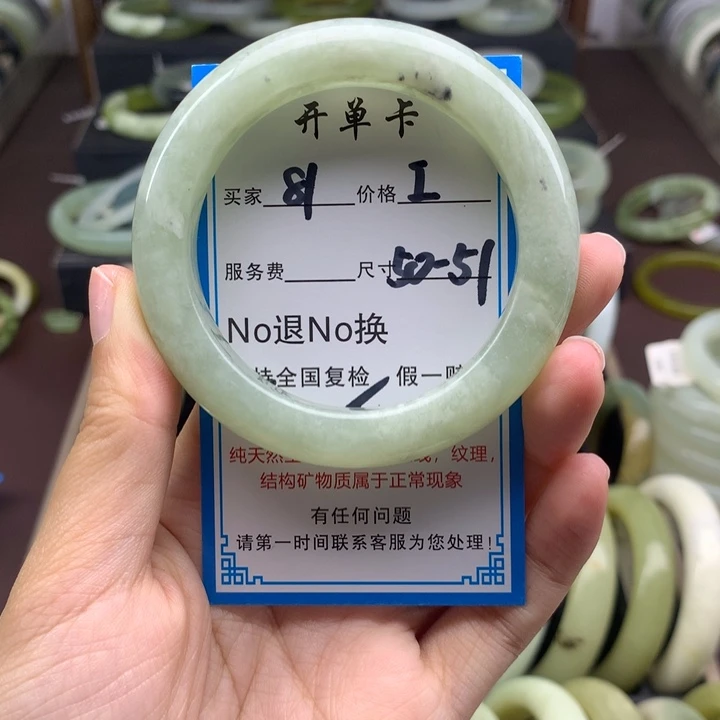 开单卡
买家 81 价格 I
服务费 尺寸 50-51
No退No换
持全国复检 假一
纯天然 纹理，
结构矿物质属于正常现象
有任何问题
请第一时间联系客服为您处理！